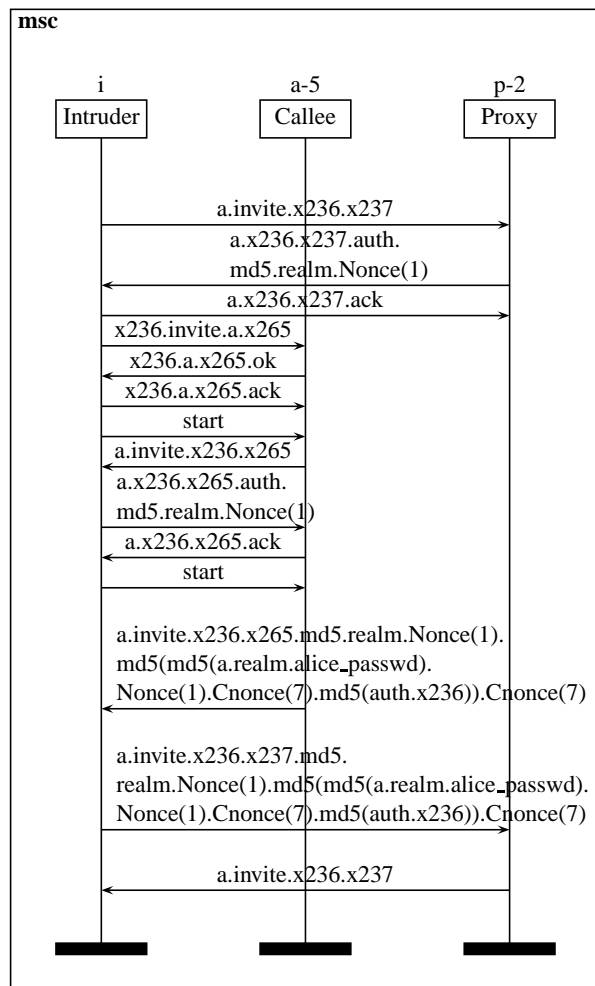 msc
i
a-5
p-2
Intruder
Callee
Proxy
a.invite.x236.x237
a.x236.x237.auth.
md5.realm.Nonce(1)
a.x236.x237.ack
x236.invite.a.x265
x236.a.x265.ok
x236.a.x265.ack
start
a.invite.x236.x265
a.x236.x265.auth.
md5.realm.Nonce(1)
a.x236.x265.ack
start
a.invite.x236.x265.md5.realm.Nonce(1).
md5(md5(a.realm.alice_passwd).
Nonce(1).Cnonce(7).md5(auth.x236)).Cnonce(7)
a.invite.x236.x237.md5.
realm.Nonce(1).md5(md5(a.realm.alice_passwd).
Nonce(1).Cnonce(7).md5(auth.x236)).Cnonce(7)
a.invite.x236.x237